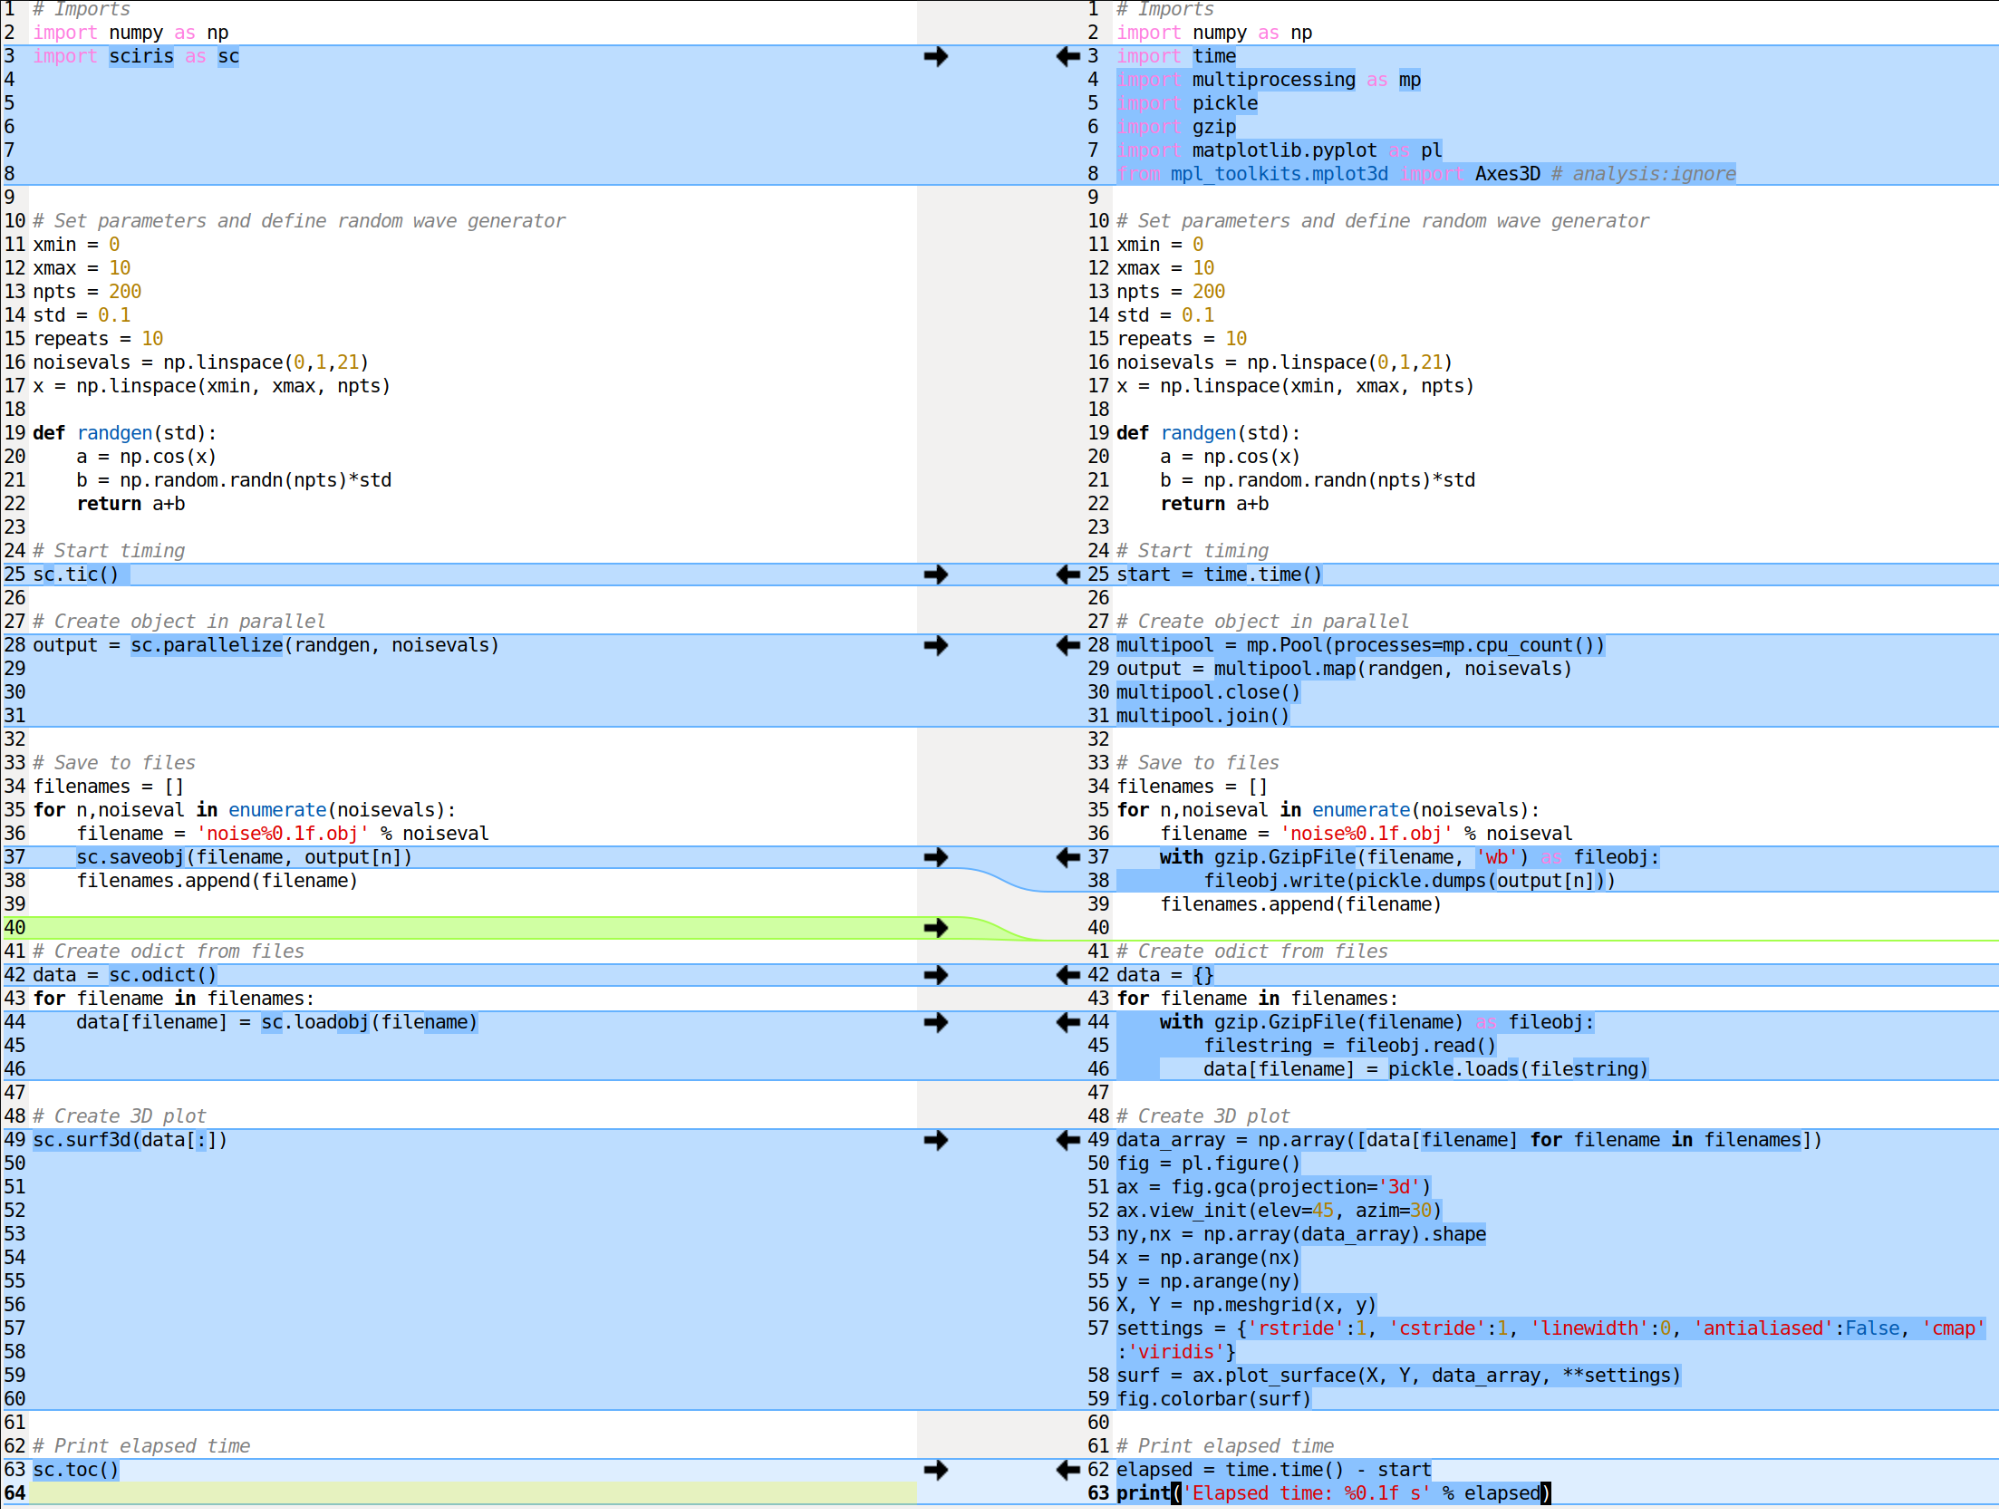 1 # Imports
2 import numpy as np
3 import sciris as sc
4
5
6
7
8
9
10 # Set parameters and define random wave generator
11 xmin = 0
12 xmax = 10
13 npts = 200
14 std = 0.1
15 repeats = 10
16 noisevals = np.linspace(0,1,21)
17 x = np.linspace(xmin, xmax, npts)
18
19 def randgen(std):
20     a = np.cos(x)
21     b = np.random.randn(npts)*std
22     return a+b
23
24 # Start timing
25 sc.tic()
26
27 # Create object in parallel
28 output = sc.parallelize(randgen, noisevals)
29
30
31
32
33 # Save to files
34 filenames = []
35 for n,noiseval in enumerate(noisevals):
36     filename = 'noise%0.1f.obj' % noiseval
37     sc.saveobj(filename, output[n])
38     filenames.append(filename)
39
40
41 # Create odict from files
42 data = sc.odict()
43 for filename in filenames:
44     data[filename] = sc.loadobj(filename)
45
46
47
48 # Create 3D plot
49 sc.surf3d(data[:])
50
51
52
53
54
55
56
57
58
59
60
61
62 # Print elapsed time
63 sc.toc()
64
1 # Imports
2 import numpy as np
3 import time
4 import multiprocessing as mp
5 import pickle
6 import gzip
7 import matplotlib.pyplot as pl
8 from mpl_toolkits.mplot3d import Axes3D # analysis:ignore
9
10 # Set parameters and define random wave generator
11 xmin = 0
12 xmax = 10
13 npts = 200
14 std = 0.1
15 repeats = 10
16 noisevals = np.linspace(0,1,21)
17 x = np.linspace(xmin, xmax, npts)
18
19 def randgen(std):
20     a = np.cos(x)
21     b = np.random.randn(npts)*std
22     return a+b
23
24 # Start timing
25 start = time.time()
26
27 # Create object in parallel
28 multipool = mp.Pool(processes=mp.cpu_count())
29 output = multipool.map(randgen, noisevals)
30 multipool.close()
31 multipool.join()
32
33 # Save to files
34 filenames = []
35 for n,noiseval in enumerate(noisevals):
36     filename = 'noise%0.1f.obj' % noiseval
37     with gzip.GzipFile(filename, 'wb') as fileobj:
38         fileobj.write(pickle.dumps(output[n]))
39     filenames.append(filename)
40
41 # Create odict from files
42 data = {}
43 for filename in filenames:
44     with gzip.GzipFile(filename) as fileobj:
45         filestring = fileobj.read()
46         data[filename] = pickle.loads(filestring)
47
48 # Create 3D plot
49 data_array = np.array([data[filename] for filename in filenames])
50 fig = pl.figure()
51 ax = fig.gca(projection='3d')
52 ax.view_init(elev=45, azim=30)
53 ny,nx = np.array(data_array).shape
54 x = np.arange(nx)
55 y = np.arange(ny)
56 X, Y = np.meshgrid(x, y)
57 settings = {'rstride':1, 'cstride':1, 'linewidth':0, 'antialiased':False, 'cmap'
:'viridis'}
58 surf = ax.plot_surface(X, Y, data_array, **settings)
59 fig.colorbar(surf)
60
61 # Print elapsed time
62 elapsed = time.time() - start
63 print('Elapsed time: %0.1f s' % elapsed)